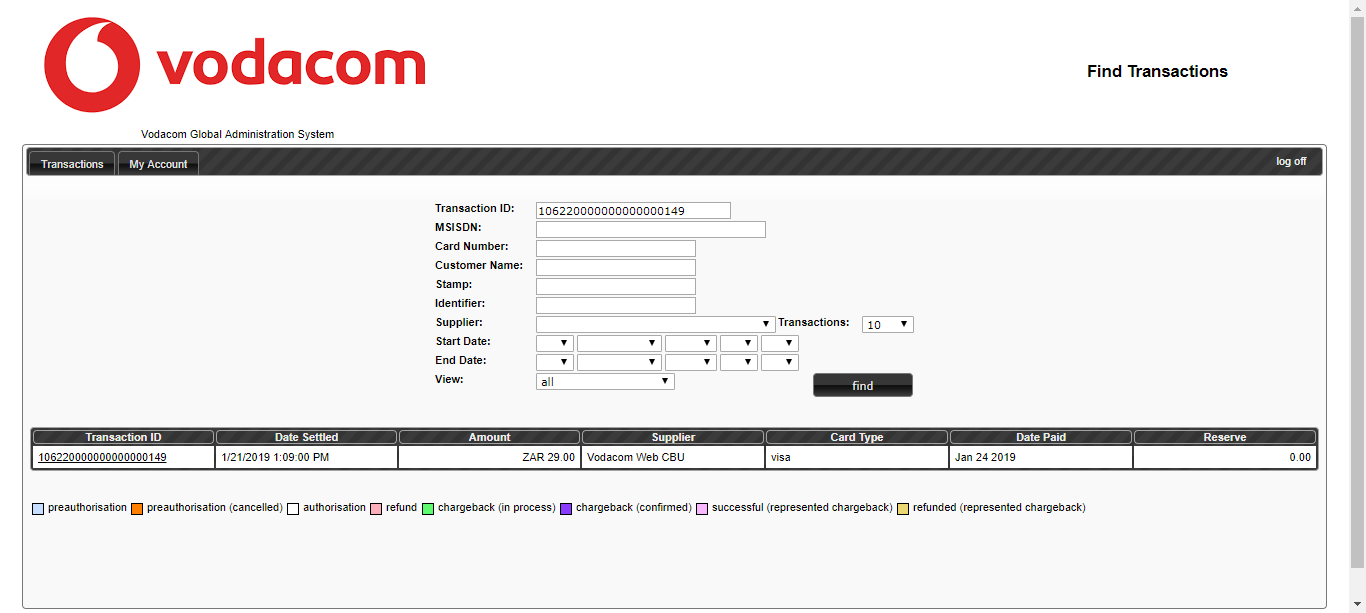 vodacom
Find Transactions
Vodacom Global Administration System
Transactions My Account log off
Transaction ID: 106220000000000000149
MSISDN:
Card Number:
Customer Name:
Stamp:
Identifier:
Supplier: Transactions: 10
Start Date:
End Date:
View: all find
Transaction ID Date Settled Amount Supplier Card Type Date Paid Reserve
106220000000000000149 1/21/2019 1:09:00 PM ZAR 29.00 Vodacom Web CBU visa Jan 24 2019 0.00
preauthorisation preauthorisation (cancelled) authorisation refund chargeback (in process) chargeback (confirmed) successful (represented chargeback) refunded (represented chargeback)